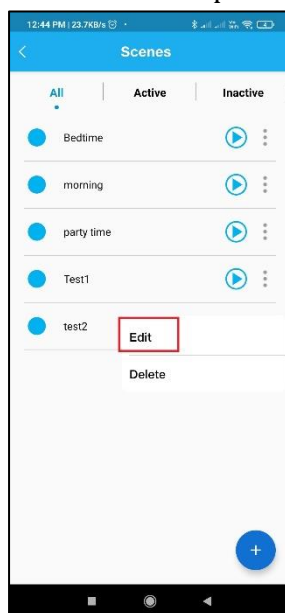 12:44 PM | 23.7KB/s
Scenes
All
Active
Inactive
Bedtime
morning
party time
Test1
test2
Edit
Delete